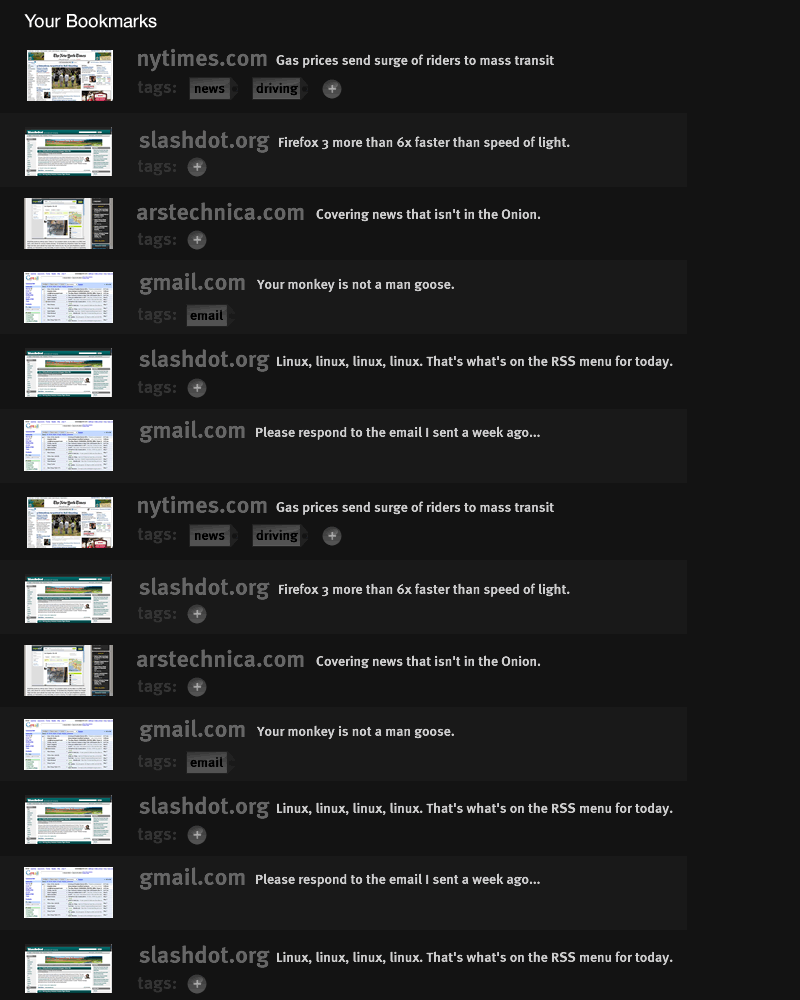 Your Bookmarks
nytimes.com Gas prices send surge of riders to mass transit
tags: news driving +
slashdot.org Firefox 3 more than 6x faster than speed of light.
tags: +
arstechnica.com Covering news that isn't in the Onion.
tags: +
gmail.com Your monkey is not a man goose.
tags: email
slashdot.org Linux, linux, linux, linux. That's what's on the RSS menu for today.
tags: +
gmail.com Please respond to the email I sent a week ago...
nytimes.com Gas prices send surge of riders to mass transit
tags: news driving +
slashdot.org Firefox 3 more than 6x faster than speed of light.
tags: +
arstechnica.com Covering news that isn't in the Onion.
tags: +
gmail.com Your monkey is not a man goose.
tags: email
slashdot.org Linux, linux, linux, linux. That's what's on the RSS menu for today.
tags: +
gmail.com Please respond to the email I sent a week ago...
slashdot.org Linux, linux, linux, linux. That's what's on the RSS menu for today.
tags: +